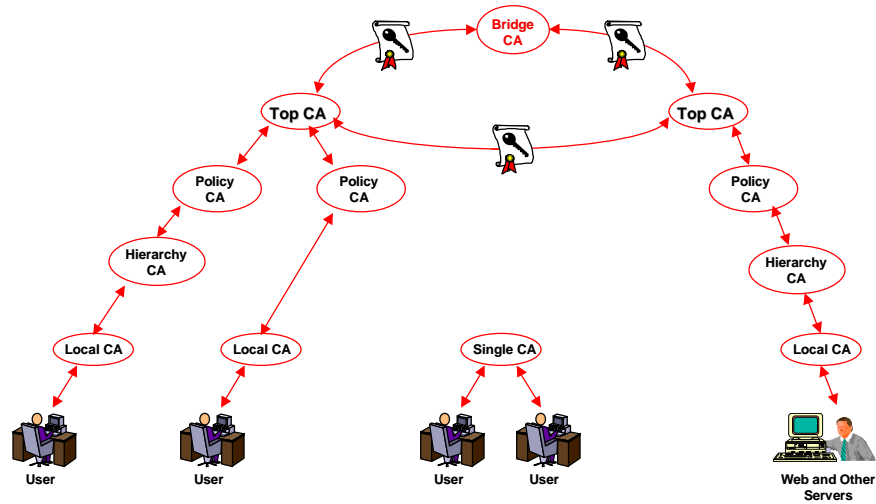 Bridge
CA
Top CA
Top CA
Policy
CA
Policy
CA
Policy
CA
Hierarchy
CA
Hierarchy
CA
Local CA
Local CA
Single CA
Local CA
User
User
User
User
Web and Other
Servers